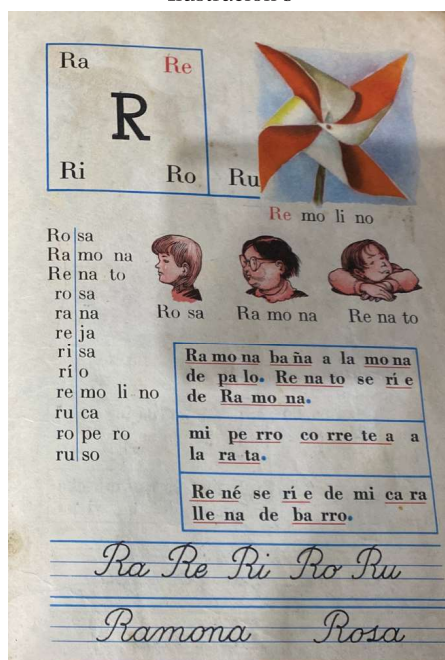 Ra Re
R
Ri Ro Ru
Re mo li no
Ro sa
Ra mo na
Re na to
ro sa
ra na
re ja
ri sa
rí o
re mo li no
ru ca
ro pe ro
ru so
Ro sa Ra mo na Re na to
Ra mo na ba ña a la mo na
de pa lo. Re na to se rí e
de Ra mo na.
mi pe rro co rre te a a
la ra ta.
Re né se rí e de mi ca ra
lle na de ba rro.
Ra Re Ri Ro Ru
Ramona Rosa